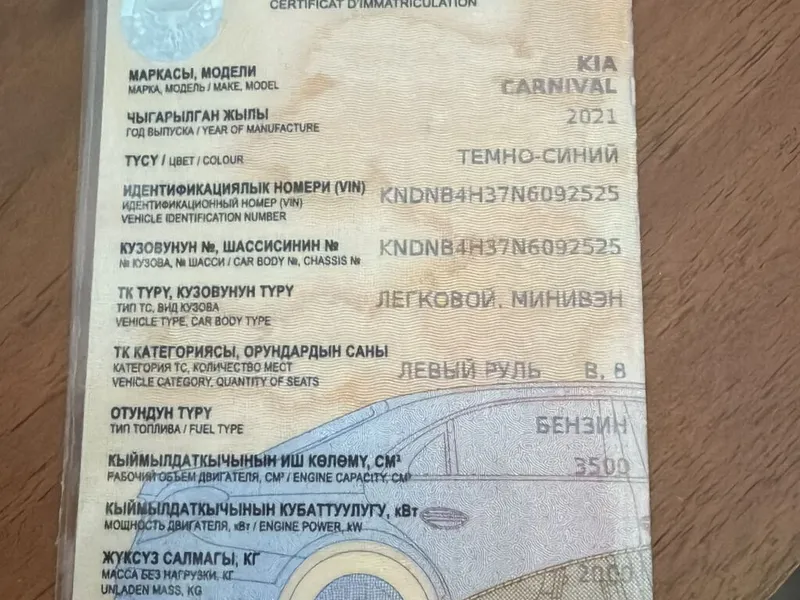 CERTIFICAT D'IMMATRICULATION
МАРКАСЫ, МОДЕЛИ
МАРКА, МОДЕЛЬ / MAKE, MODEL
KIA
CARNIVAL
ЧЫГАРЫЛГАН ЖЫЛЫ
ГОД ВЫПУСКА / YEAR OF MANUFACTURE
2021
ТҮСҮ / ЦВЕТ / COLOUR
ТЕМНО-СИНИЙ
ИДЕНТИФИКАЦИЯЛЫК НОМЕРИ (VIN)
ИДЕНТИФИКАЦИОННЫЙ НОМЕР (VIN)
VEHICLE IDENTIFICATION NUMBER
KNDNB4H37N6092525
КУЗОВУНУН №, ШАССИСИНИН №
№ КУЗОВА, № ШАССИ / CAR BODY №, CHASSIS №
KNDNB4H37N6092525
ТК ТҮРҮ, КУЗОВУНУН ТҮРҮ
ТИП ТС, ВИД КУЗОВА
VEHICLE TYPE, CAR BODY TYPE
ЛЕГКОВОЙ, МИНИВЭН
ТК КАТЕГОРИЯСЫ, ОРУНДАРДЫН САНЫ
КАТЕГОРИЯ ТС, КОЛИЧЕСТВО МЕСТ
VEHICLE CATEGORY, QUANTITY OF SEATS
ЛЕВЫЙ РУЛЬ B, 8
ОТУНДУН ТҮРҮ
ТИП ТОПЛИВА / FUEL TYPE
БЕНЗИН
КЫЙМЫЛДАТКЫЧЫНЫН ИШ КӨЛӨМҮ, СМ³
РАБОЧИЙ ОБЪЕМ ДВИГАТЕЛЯ, СМ³ / ENGINE CAPACITY, СМ³
3500
КЫЙМЫЛДАТКЫЧЫНЫН КУБАТТУУЛУГУ, кВт
МОЩНОСТЬ ДВИГАТЕЛЯ, кВт / ENGINE POWER, kW
ЖҮКСҮЗ САЛМАГЫ, КГ
МАССА БЕЗ НАГРУЗКИ, КГ
UNLADEN MASS, KG